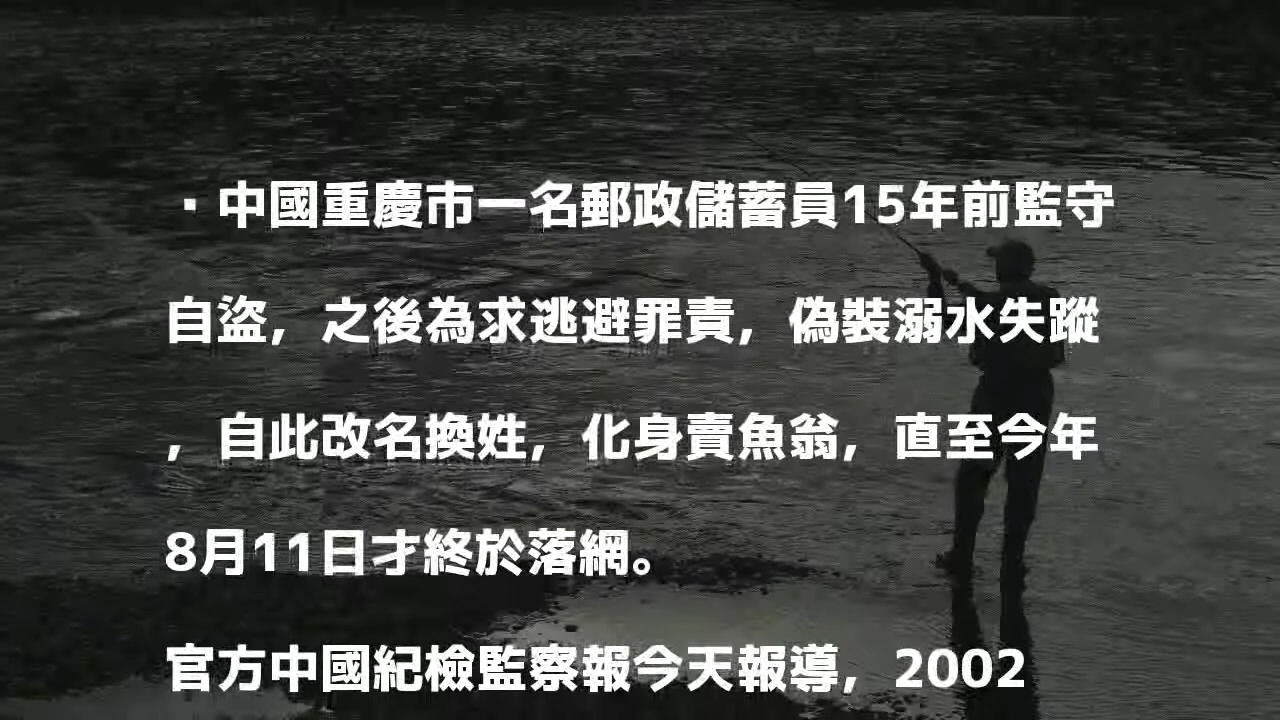 ·中國重慶市一名郵政儲蓄員15年前監守
自盜，之後為求逃避罪責，偽裝溺水失蹤
，自此改名換姓，化身賣魚翁，直至今年
8月11日才終於落網。
官方中國紀檢監察報今天報導，2002